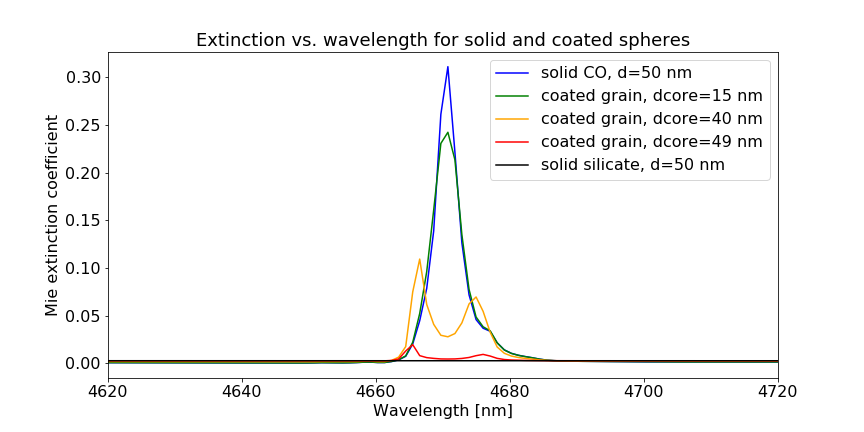 Extinction vs. wavelength for solid and coated spheres
Mie extinction coefficient
0.30
0.25
0.20
0.15
0.10
0.05
0.00
solid CO, d=50 nm
coated grain, dcore=15 nm
coated grain, dcore=40 nm
coated grain, dcore=49 nm
solid silicate, d=50 nm
4620 4640 4660 4680 4700 4720
Wavelength [nm]